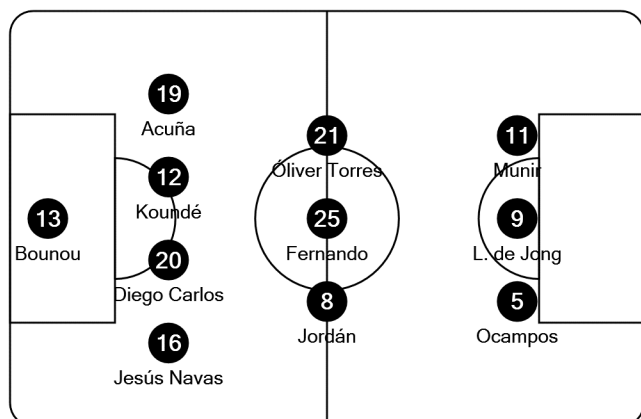 19
Acuña
12
Koundé
13
Bounou
20
Diego Carlos
16
Jesús Navas
21
Óliver Torres
25
Fernando
8
Jordán
11
Munir
9
L. de Jong
5
Ocampos